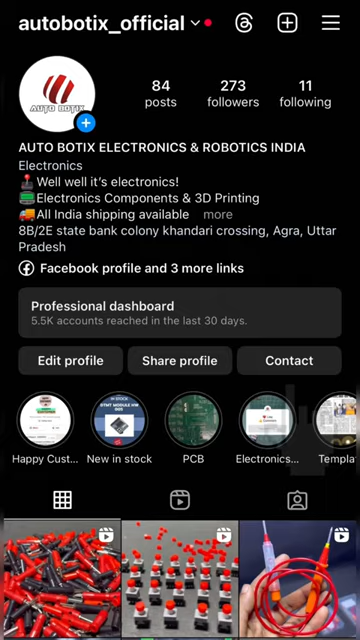 autobotix_official
84
posts
273
followers
11
following
AUTO BOTIX
AUTO BOTIX ELECTRONICS & ROBOTICS INDIA
Electronics
Well well it's electronics!
Electronics Components & 3D Printing
All India shipping available more
8B/2E state bank colony khandari crossing, Agra, Uttar
Pradesh
Facebook profile and 3 more links
Professional dashboard
5.5K accounts reached in the last 30 days.
Edit profile
Share profile
Contact
Happy Cust...
New in stock
PCB
Electronics...
Templa